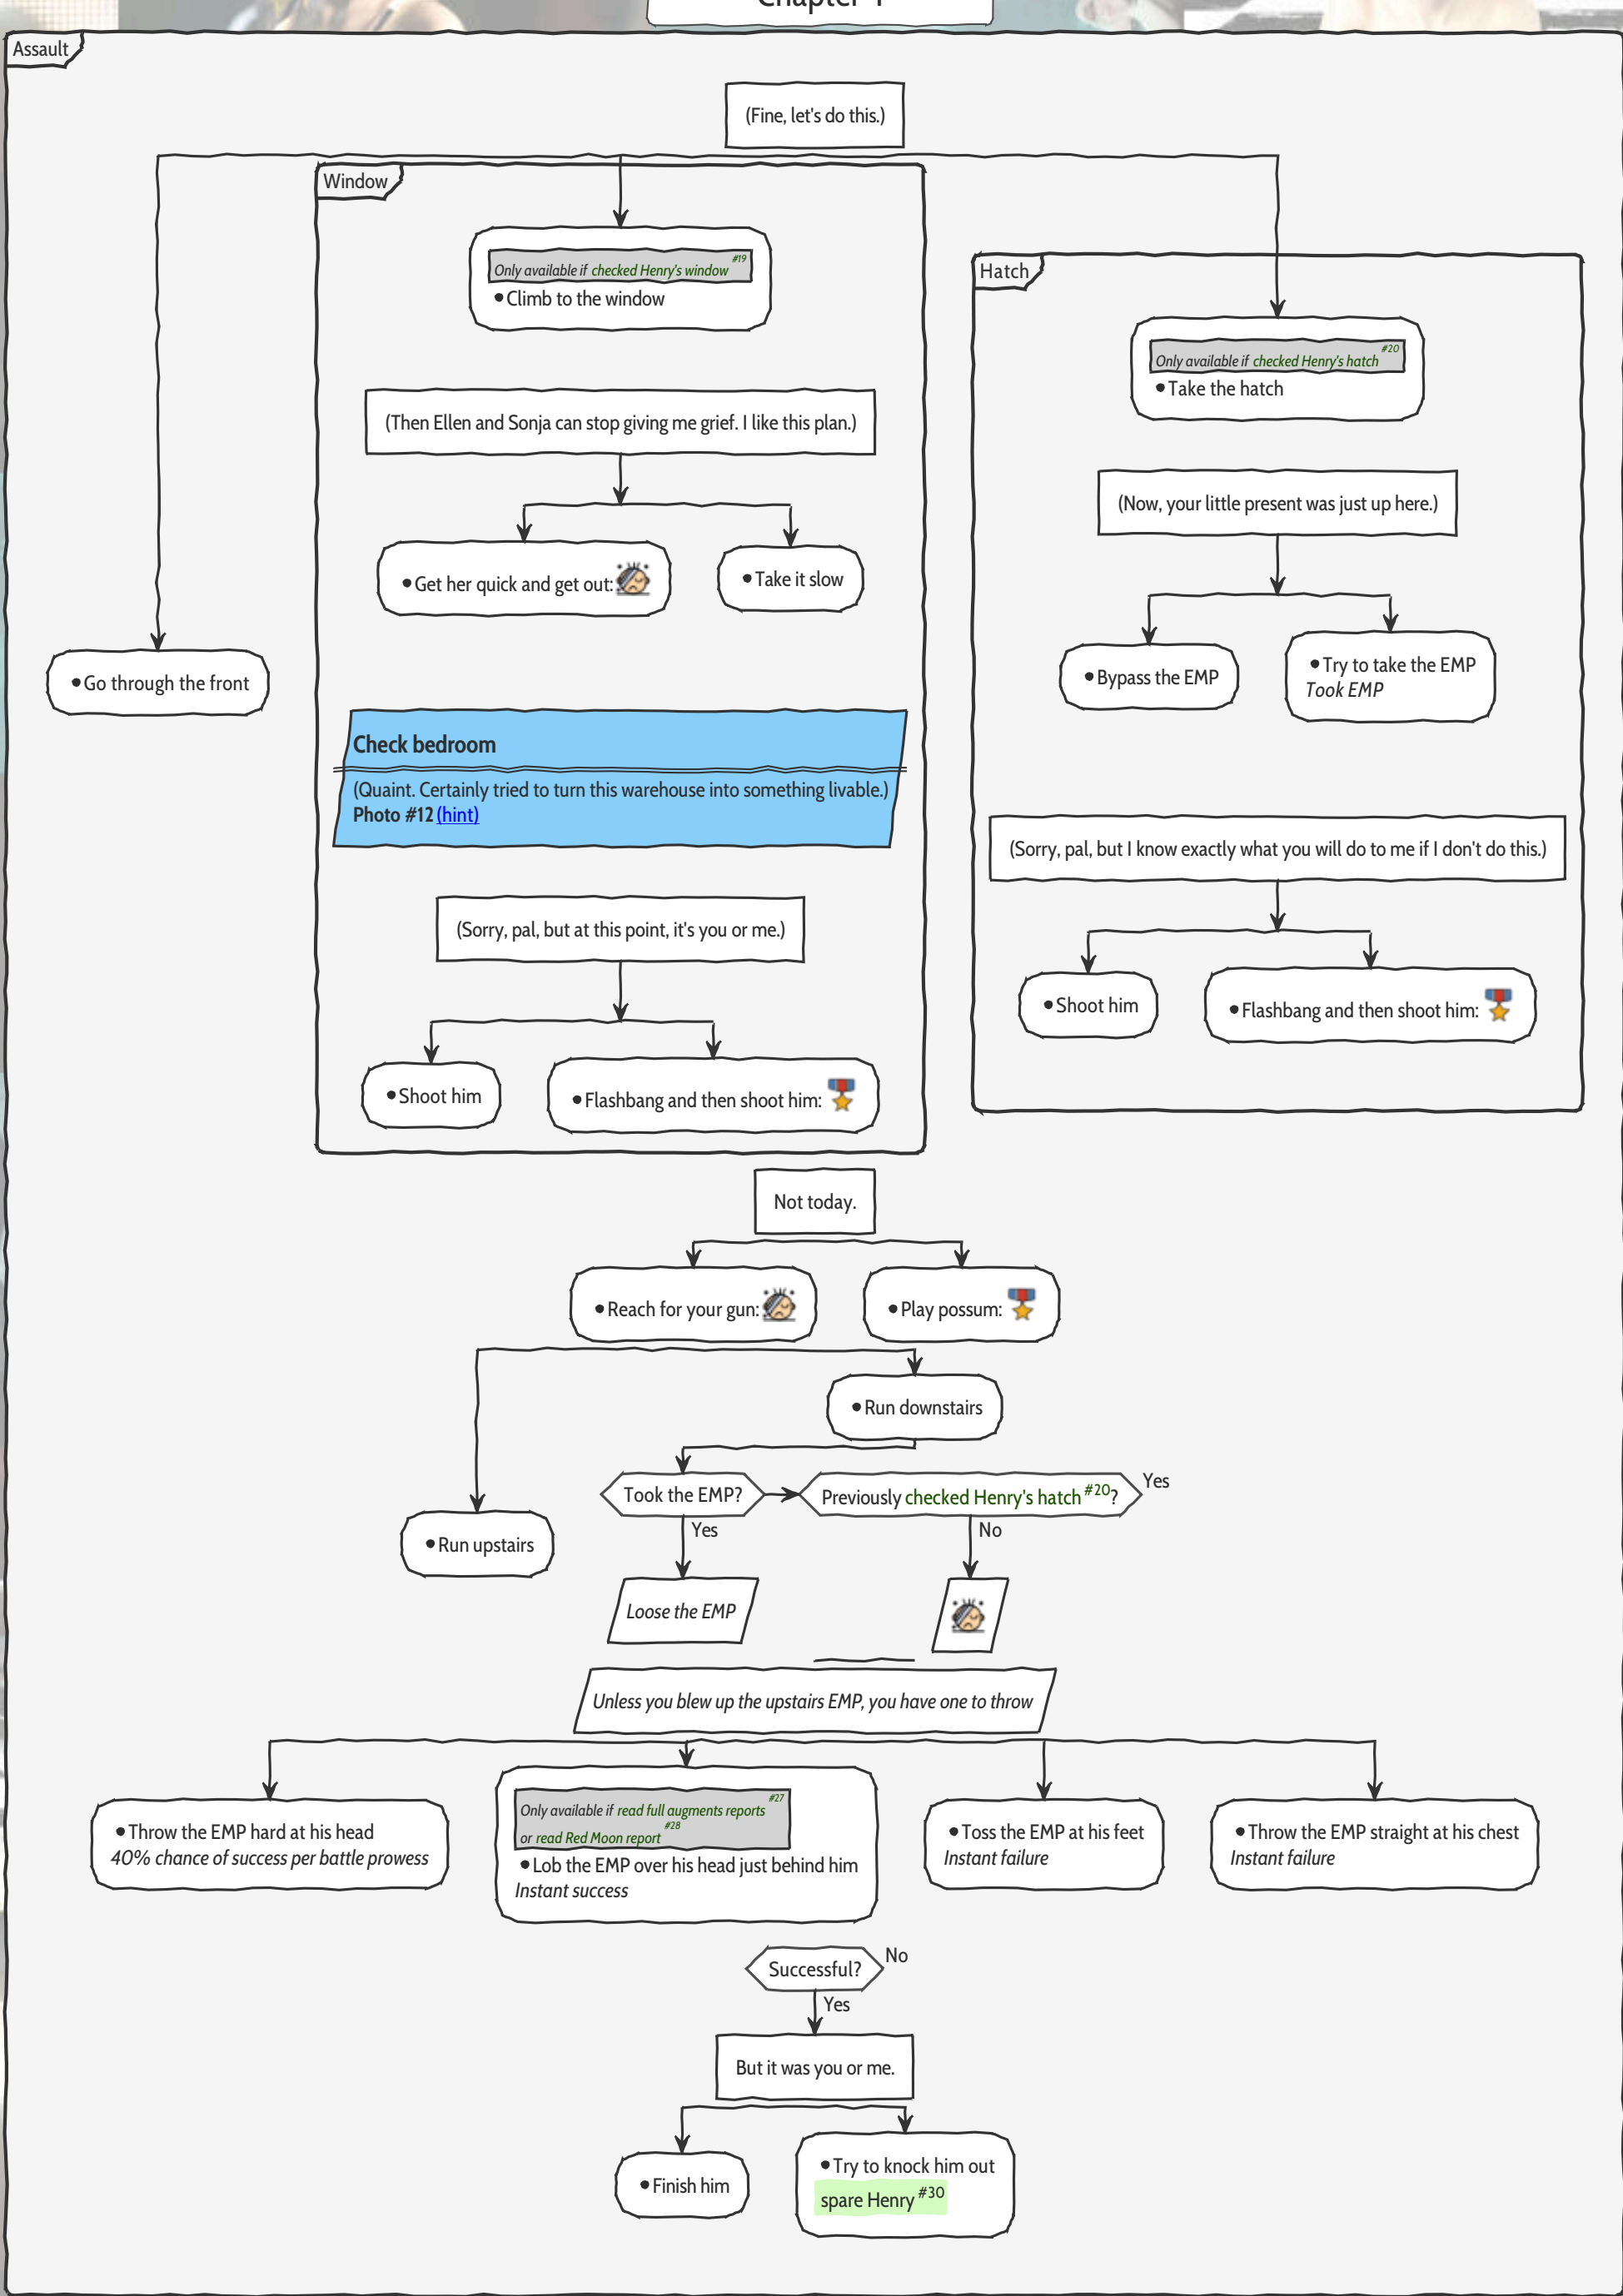 Chapter
Assault
(Fine, let's do this.)
Window
Only available if checked Henry's window #19
•Climb to the window
(Then Ellen and Sonja can stop giving me grief. I like this plan.)
•Get her quick and get out:
•Take it slow
•Go through the front
Check bedroom
(Quaint. Certainly tried to turn this warehouse into something livable.)
Photo #12 (hint)
(Sorry, pal, but at this point, it's you or me.)
•Shoot him
•Flashbang and then shoot him:
Hatch
Only available if checked Henry's hatch #20
•Take the hatch
(Now, your little present was just up here.)
•Bypass the EMP
•Try to take the EMP
Took EMP
(Sorry, pal, but I know exactly what you will do to me if I don't do this.)
•Shoot him
•Flashbang and then shoot him:
Not today.
•Reach for your gun:
•Play possum:
•Run downstairs
Took the EMP?
Previously checked Henry's hatch #20?
Yes
Yes
No
•Run upstairs
Loose the EMP
Unless you blew up the upstairs EMP, you have one to throw
•Throw the EMP hard at his head
40% chance of success per battle prowess
Only available if read full augments reports #27
or read Red Moon report #28
•Lob the EMP over his head just behind him
Instant success
•Toss the EMP at his feet
Instant failure
•Throw the EMP straight at his chest
Instant failure
Successful?
No
Yes
But it was you or me.
•Finish him
•Try to knock him out
spare Henry #30